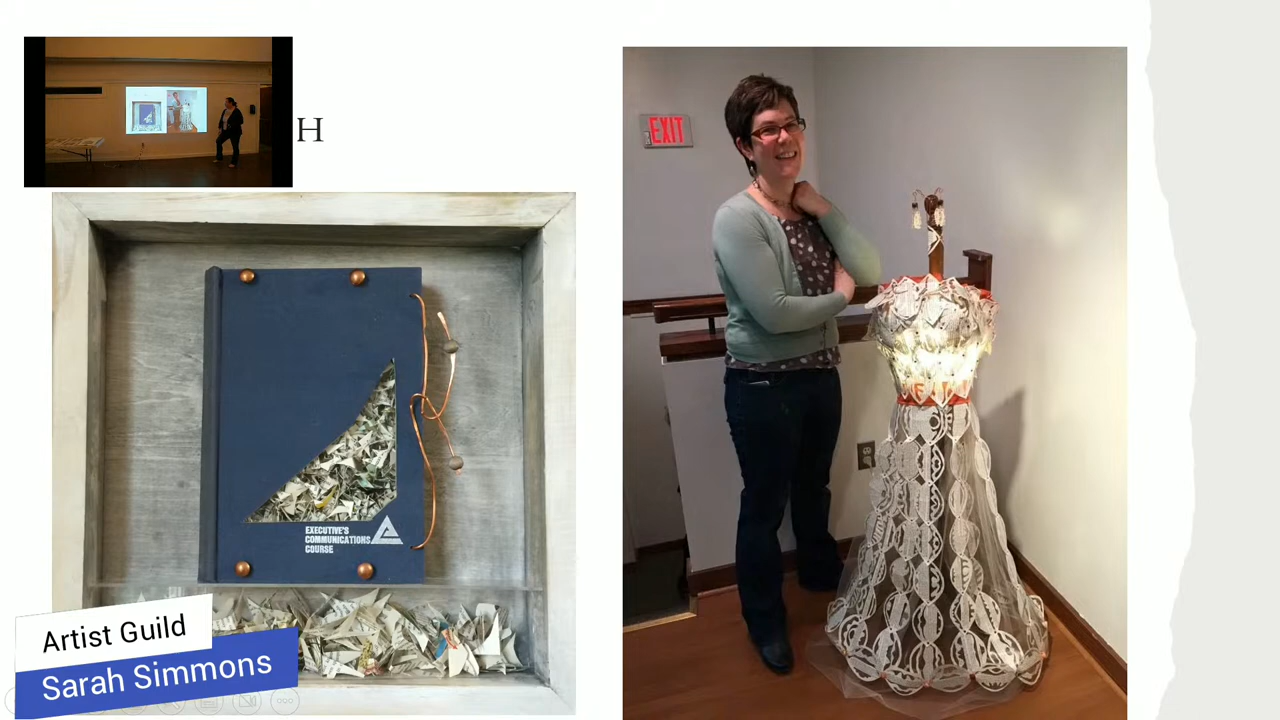 H
EXIT
EXECUTIVE'S
COMMUNICATIONS
COURSE
Artist Guild
Sarah Simmons